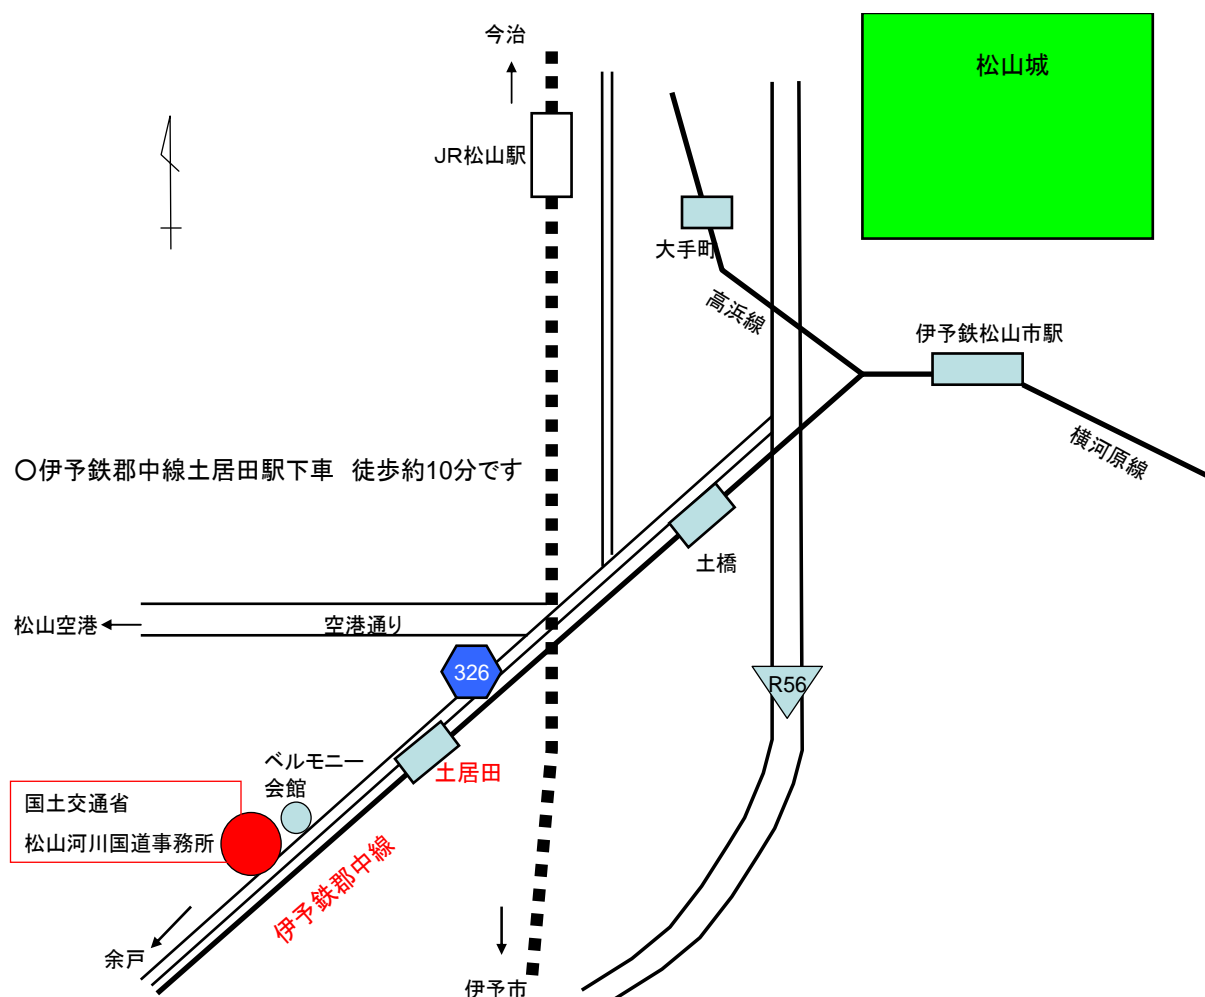 今治
松山城
JR松山駅
大手町
高浜線
伊予鉄松山市駅
横河原線
○伊予鉄郡中線土居田駅下車　徒歩約10分です
土橋
松山空港
空港通り
326
R56
ベルモニー
会館
土居田
国土交通省
松山河川国道事務所
伊予鉄郡中線
余戸
伊予市